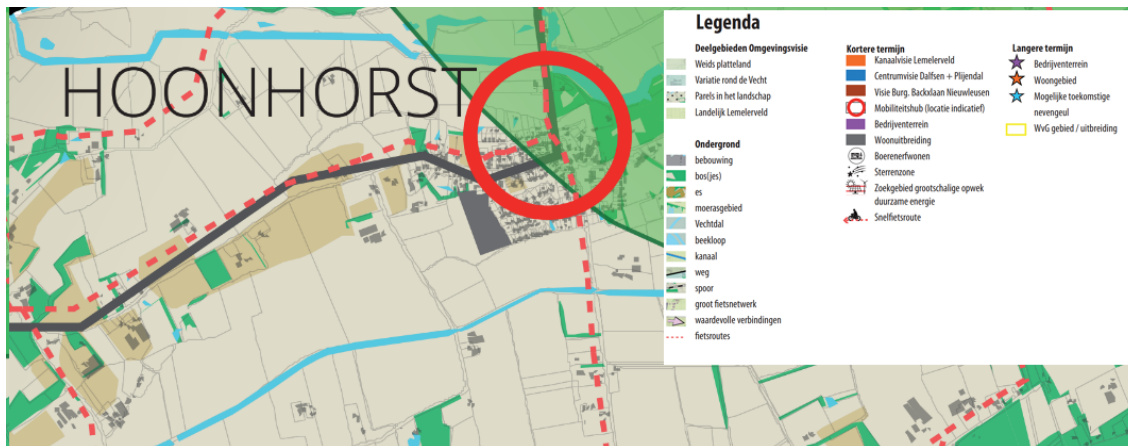 HOONHORST
Legenda
Deelgebieden Omgevingsvisie
Weids platteland
Variatie rond de Vecht
Parels in het landschap
Landelijk Lemelerveld
Ondergrond
bebouwing
bos(jes)
es
moerasgebied
Vechtdal
beekloop
kanaal
weg
spoor
groot fietsnetwerk
waardevolle verbindingen
fietsroutes
Kortere termijn
Kanaalvisie Lemelerveld
Centrumvisie Dalfsen + Plijendal
Visie Burg. Backxlaan Nieuwleusen
Mobiliteitshub (locatie indicatief)
Bedrijventerrein
Woonuitbreiding
Boerenerfwonen
Sterrenzone
Zoekgebied grootschalige opwek
duurzame energie
Snelfietsroute
Langere termijn
Bedrijventerrein
Woongebied
Mogelijke toekomstige
nevengeul
WvG gebied / uitbreiding